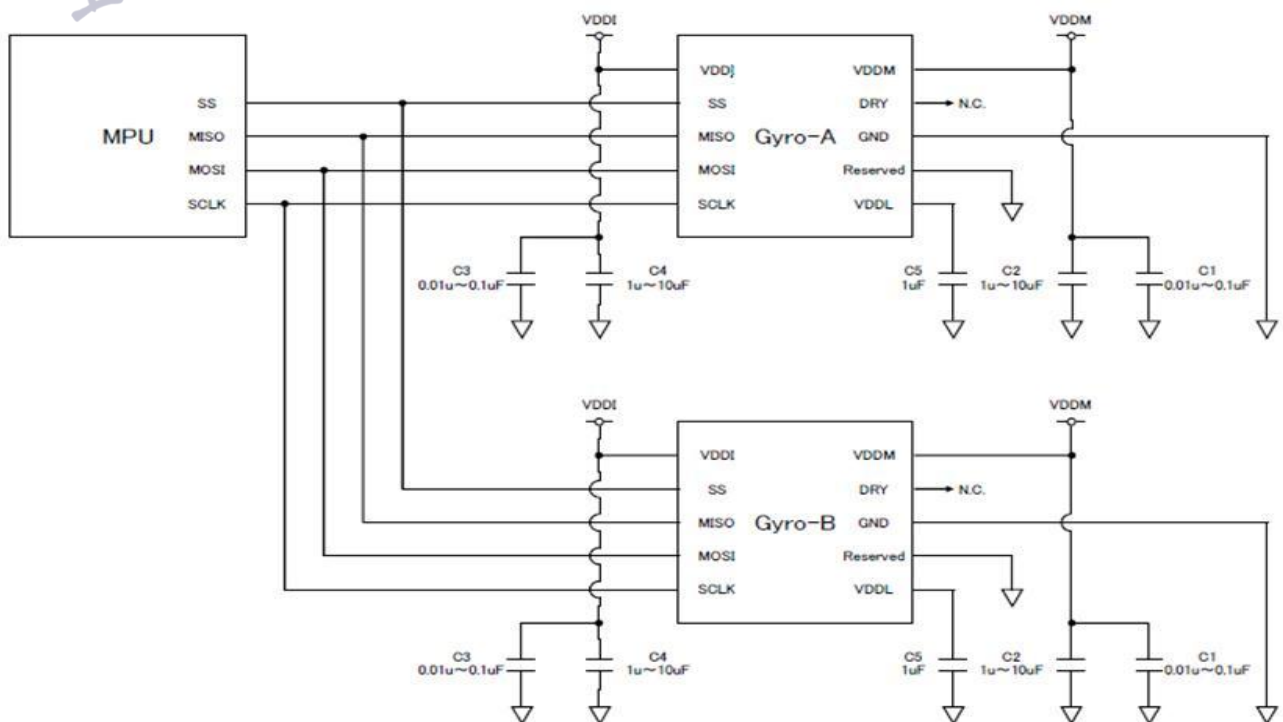 VDDI
VDDM
MPU
SS
MISO
MOSI
SCLK
VDDI
SS
MISO
MOSI
SCLK
Gyro-A
VDDM
DRY
GND
Reserved
VDDL
N.C.
C3
0.01u~0.1uF
C4
1u~10uF
C5
1uF
C2
1u~10uF
C1
0.01u~0.1uF
VDDI
VDDM
VDDI
SS
MISO
MOSI
SCLK
Gyro-B
VDDM
DRY
GND
Reserved
VDDL
N.C.
C3
0.01u~0.1uF
C4
1u~10uF
C5
1uF
C2
1u~10uF
C1
0.01u~0.1uF